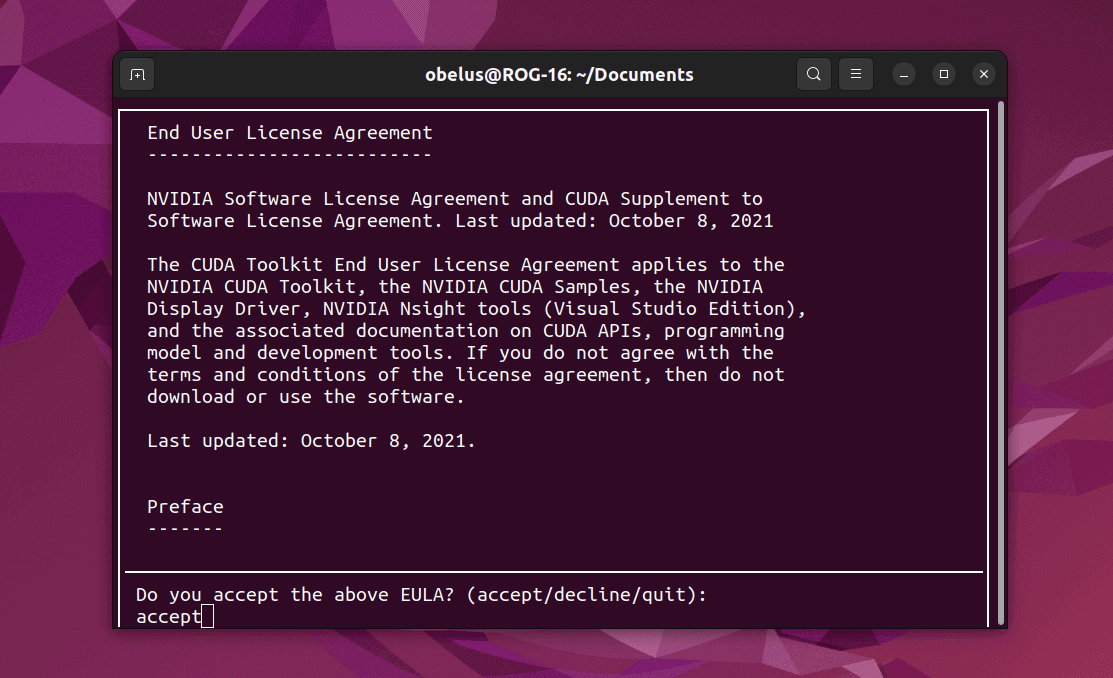 obelus@ROG-16: ~/Documents
End User License Agreement
--------------------------
NVIDIA Software License Agreement and CUDA Supplement to
Software License Agreement. Last updated: October 8, 2021
The CUDA Toolkit End User License Agreement applies to the
NVIDIA CUDA Toolkit, the NVIDIA CUDA Samples, the NVIDIA
Display Driver, NVIDIA Nsight tools (Visual Studio Edition),
and the associated documentation on CUDA APIs, programming
model and development tools. If you do not agree with the
terms and conditions of the license agreement, then do not
download or use the software.
Last updated: October 8, 2021.
Preface
-------
Do you accept the above EULA? (accept/decline/quit):
accept